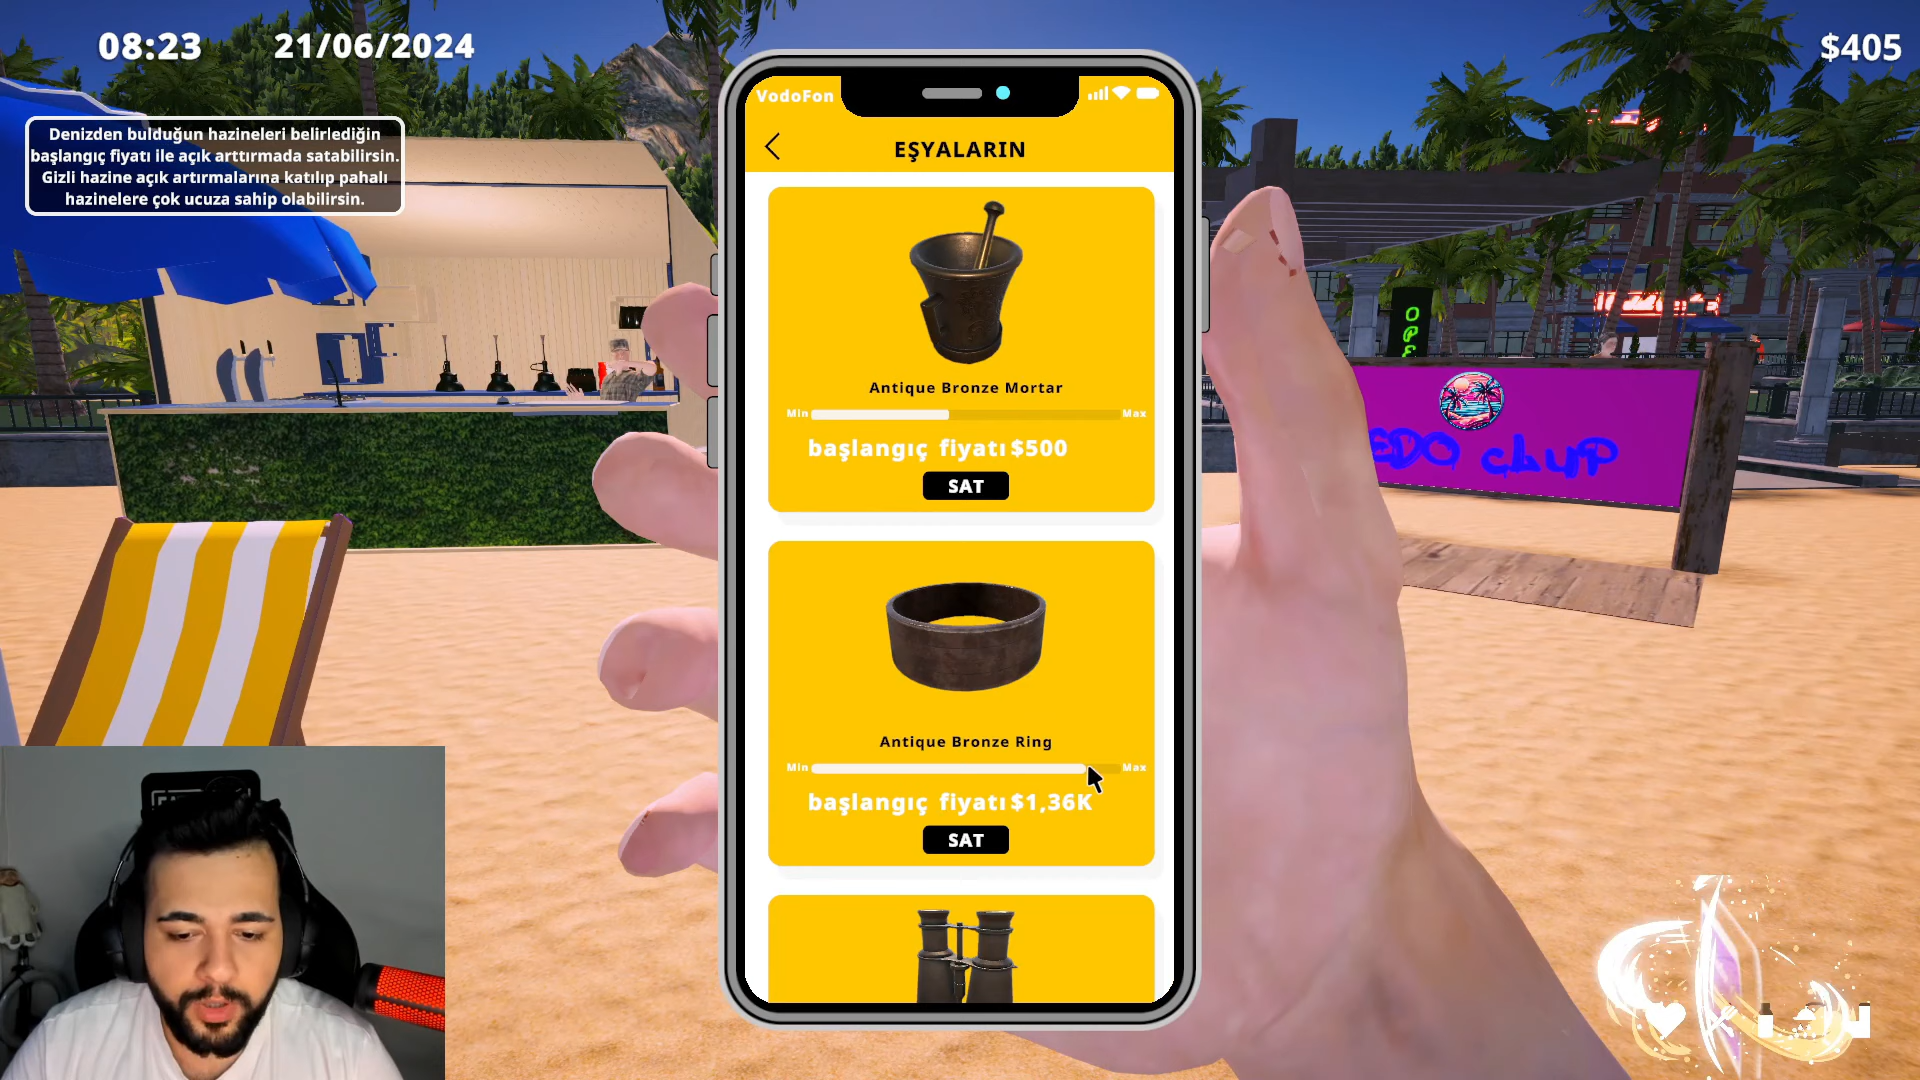 08:23 21/06/2024
$405
VodoFon
Denizden bulduğun hazineleri belirlediğin
başlangıç fiyatı ile açık arttırmada satabilirsin.
Gizli hazine açık artırmalarına katılıp pahalı
hazinelere çok ucuza sahip olabilirsin.
EŞYALARIN
Antique Bronze Mortar
Min Max
başlangıç fiyatı $500
SAT
Antique Bronze Ring
Min Max
başlangıç fiyatı $1,36K
SAT
EDO cLup